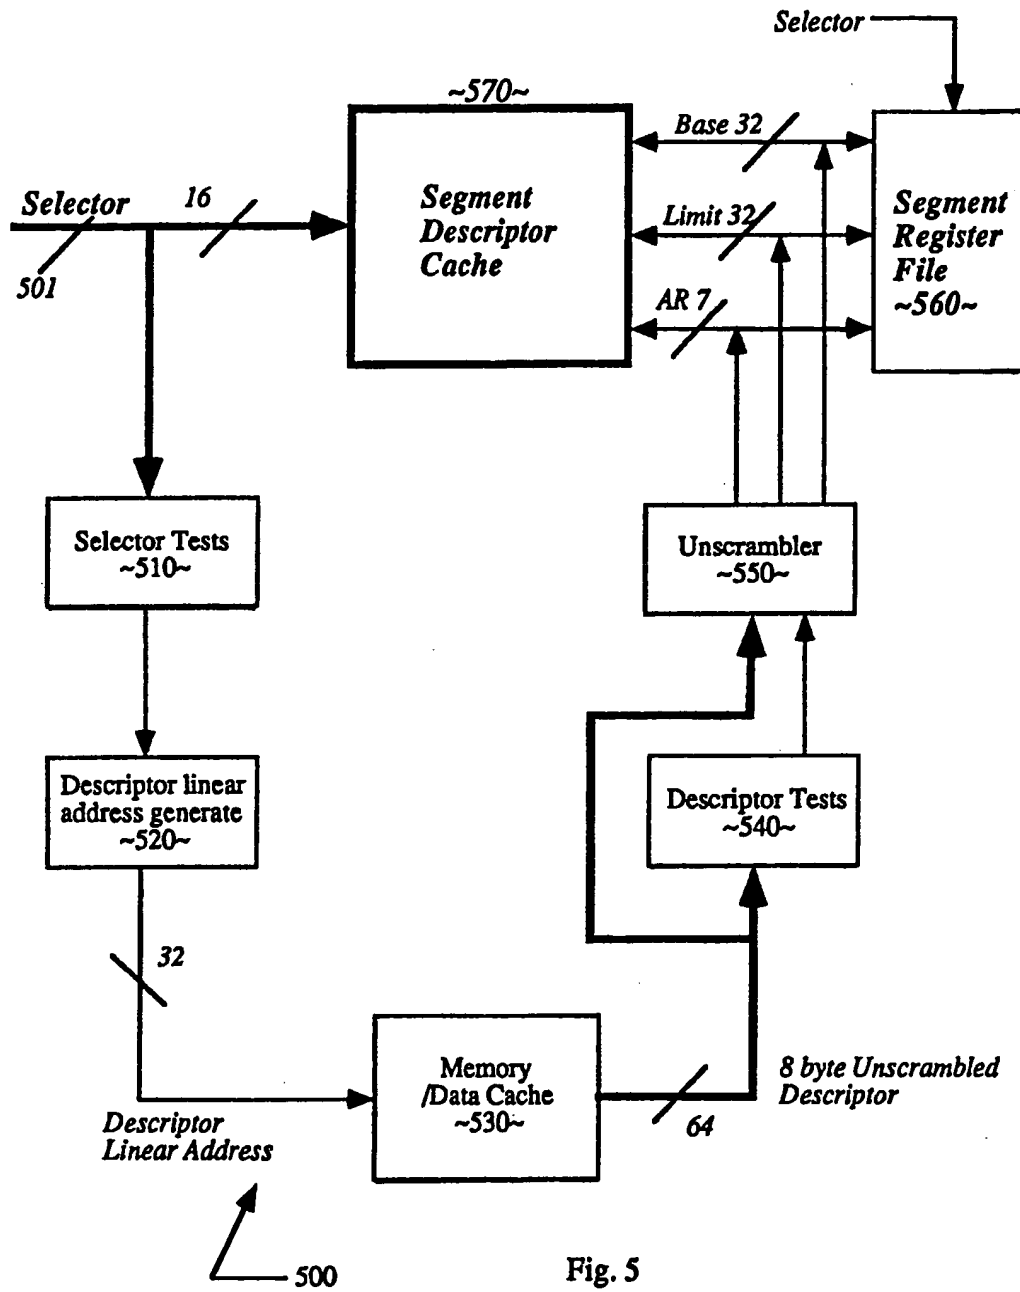 Selector
~570~
Base 32
Selector
16
Segment
Descriptor
Cache
Limit 32
Segment
Register
File
~560~
501
AR 7
Selector Tests
~510~
Unscrambler
~550~
Descriptor linear
address generate
~520~
Descriptor Tests
~540~
32
Memory
/Data Cache
~530~
8 byte Unscrambled
Descriptor
64
Descriptor
Linear Address
500
Fig. 5